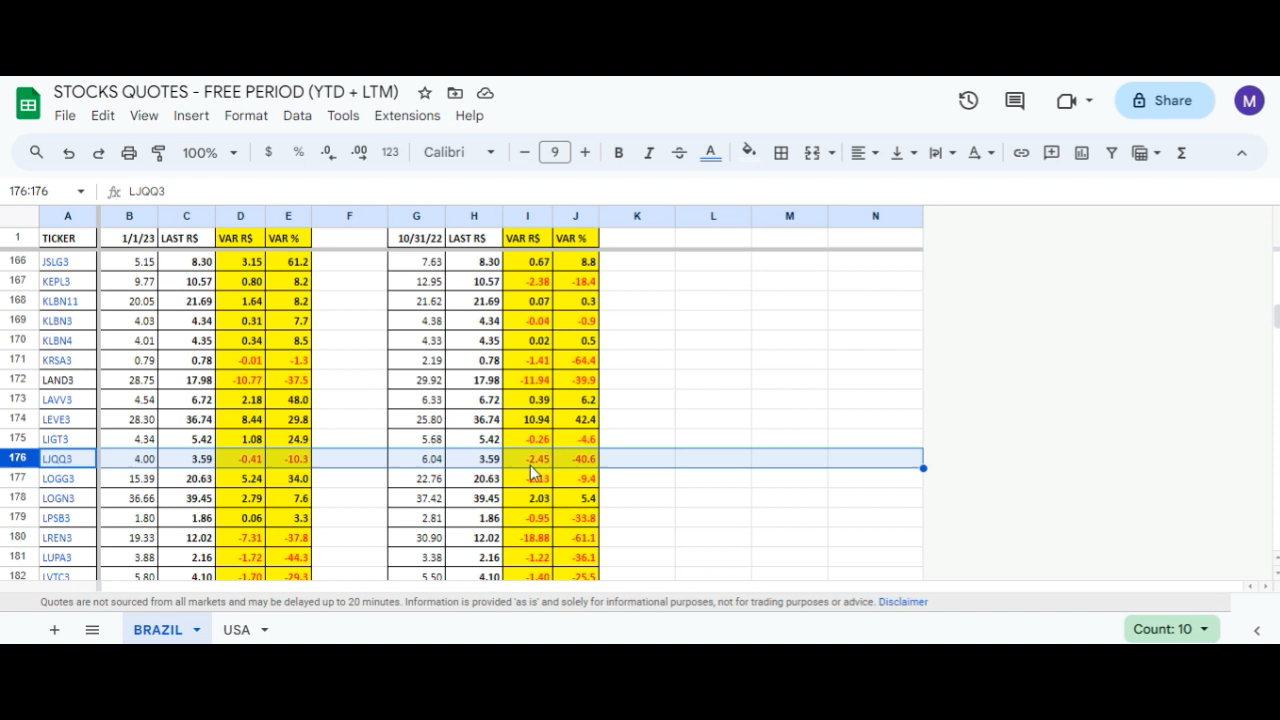 STOCKS QUOTES - FREE PERIOD (YTD + LTM)
File Edit View Insert Format Data Tools Extensions Help
Share
M
100% $ % .0 .00 123 Calibri 9 B I A
176:176 fx LJQQ3
A B C D E F G H I J K L M N
1 TICKER 1/1/23 LAST R$ VAR R$ VAR % 10/31/22 LAST R$ VAR R$ VAR %
166 JSLG3 5.15 8.30 3.15 61.2 7.63 8.30 0.67 8.8
167 KEPL3 9.77 10.57 0.80 8.2 12.95 10.57 -2.38 -18.4
168 KLBN11 20.05 21.69 1.64 8.2 21.62 21.69 0.07 0.3
169 KLBN3 4.03 4.34 0.31 7.7 4.38 4.34 -0.04 -0.9
170 KLBN4 4.01 4.35 0.34 8.5 4.33 4.35 0.02 0.5
171 KRSA3 0.79 0.78 -0.01 -1.3 2.19 0.78 -1.41 -64.4
172 LAND3 28.75 17.98 -10.77 -37.5 29.92 17.98 -11.94 -39.9
173 LAVV3 4.54 6.72 2.18 48.0 6.33 6.72 0.39 6.2
174 LEVE3 28.30 36.74 8.44 29.8 25.80 36.74 10.94 42.4
175 LIGT3 4.34 5.42 1.08 24.9 5.68 5.42 -0.26 -4.6
176 LJQQ3 4.00 3.59 -0.41 -10.3 6.04 3.59 -2.45 -40.6
177 LOGG3 15.39 20.63 5.24 34.0 22.76 20.63 -9.4
178 LOGN3 36.66 39.45 2.79 7.6 37.42 39.45 2.03 5.4
179 LPSB3 1.80 1.86 0.06 3.3 2.81 1.86 -0.95 -33.8
180 LREN3 19.33 12.02 -7.31 -37.8 30.90 12.02 -18.88 -61.1
181 LUPA3 3.88 2.16 -1.72 -44.3 3.38 2.16 -1.22 -36.1
182 LVTC3 5.80 4.10 -1.70 -29.3 5.50 4.10 -1.40 -25.5
Quotes are not sourced from all markets and may be delayed up to 20 minutes. Information is provided 'as is' and solely for informational purposes, not for trading purposes or advice. Disclaimer
BRAZIL USA Count: 10